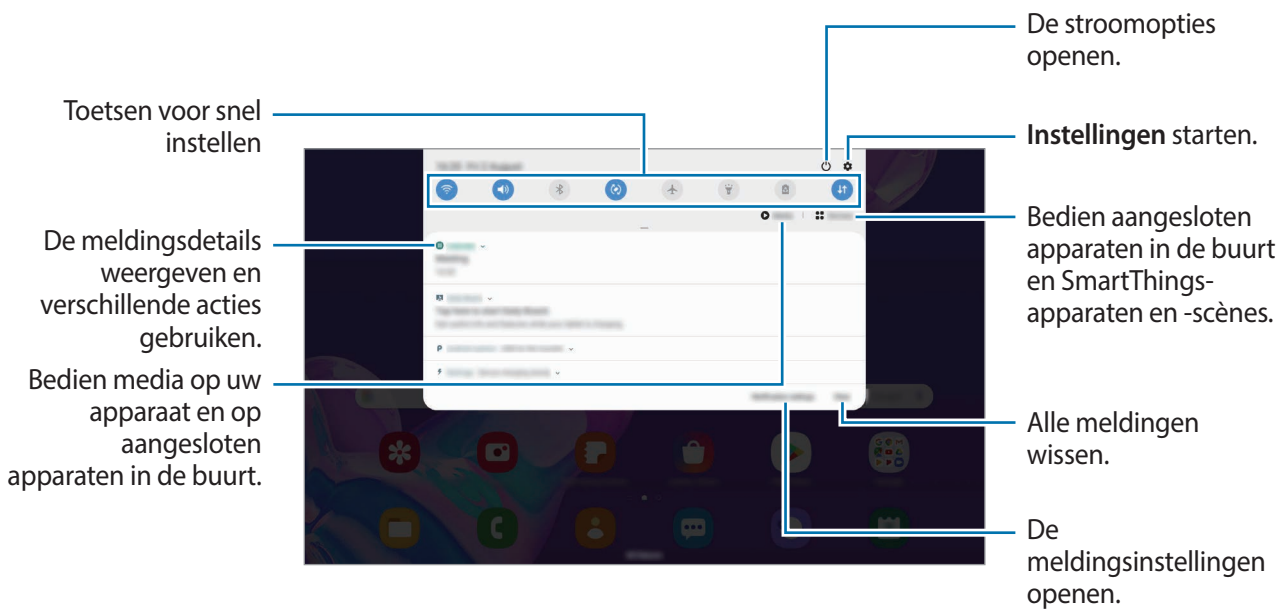 De stroomopties
openen.
Toetsen voor snel
instellen
Instellingen starten.
De meldingsdetails
weergeven en
verschillende acties
gebruiken.
Bedien aangesloten
apparaten in de buurt
en SmartThings-
apparaten en -scènes.
Bedien media op uw
apparaat en op
aangesloten
apparaten in de buurt.
Alle meldingen
wissen.
De
meldingsinstellingen
openen.